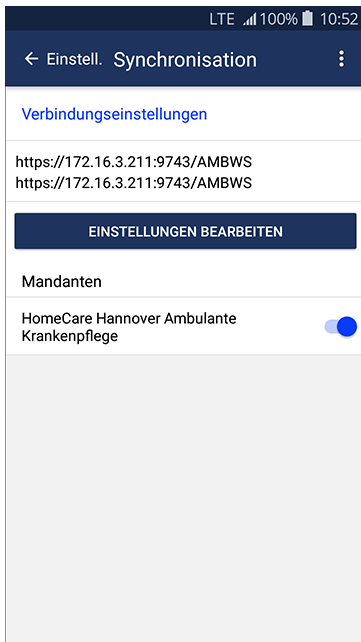 LTE 100% 10:52
Einstell. Synchronisation
Verbindungseinstellungen
https://172.16.3.211:9743/AMBWS
https://172.16.3.211:9743/AMBWS
EINSTELLUNGEN BEARBEITEN
Mandanten
HomeCare Hannover Ambulante
Krankenpflege